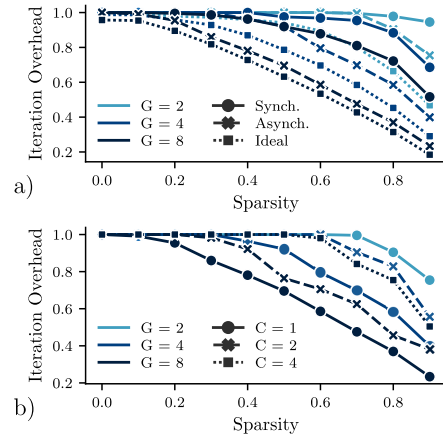 Iteration Overhead
1.0
0.8
0.6
0.4
0.2
G = 2
G = 4
G = 8
Synch.
Asynch.
Ideal
0.0 0.2 0.4 0.6 0.8
Sparsity
a)
Iteration Overhead
1.0
0.8
0.6
0.4
0.2
G = 2
G = 4
G = 8
C = 1
C = 2
C = 4
0.0 0.2 0.4 0.6 0.8
Sparsity
b)